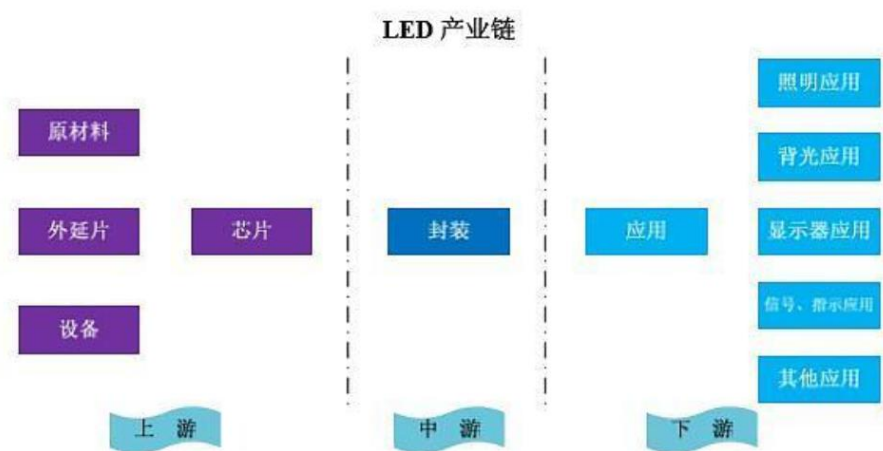 LED 产业链
原材料
外延片
设备
芯片
封装
应用
照明应用
背光应用
显示器应用
信号、指示应用
其他应用
上 游
中 游
下 游